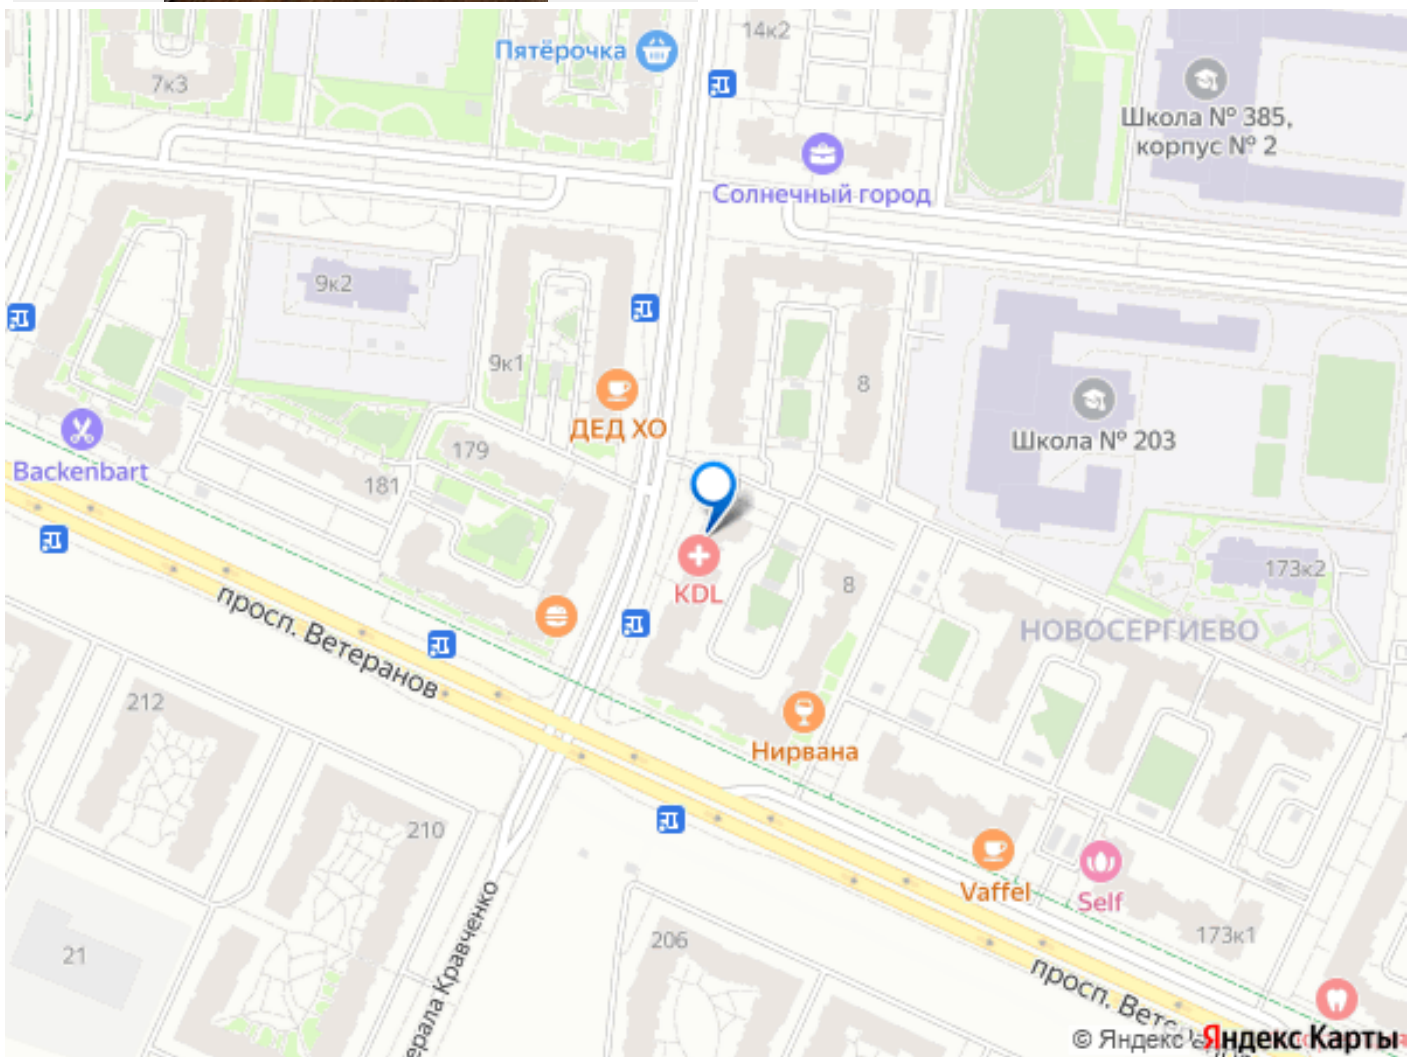 Пятёрочка
14к2
7к3
Школа № 385,
корпус № 2
Солнечный город
9к2
9к1
8
ДЕД ХО
Школа № 203
179
Backenbart
181
KDL
8
173к2
НОВОСЕРГИЕВО
просп. Ветеранов
212
Нирвана
210
Vaffel
Self
206
173к1
21
ерала Кравченко
просп. Вете
© Яндекс Яндекс Карты